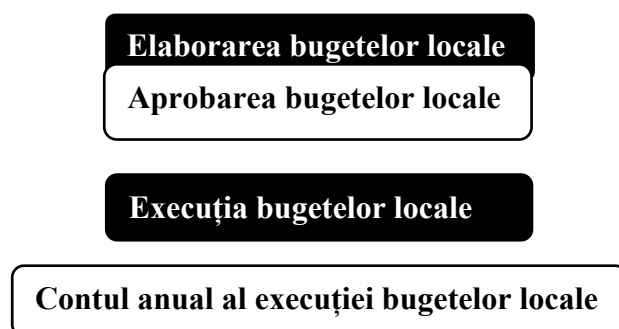 Elaborarea bugetelor locale
Aprobarea bugetelor locale
Execuția bugetelor locale
Contul anual al execuției bugetelor locale